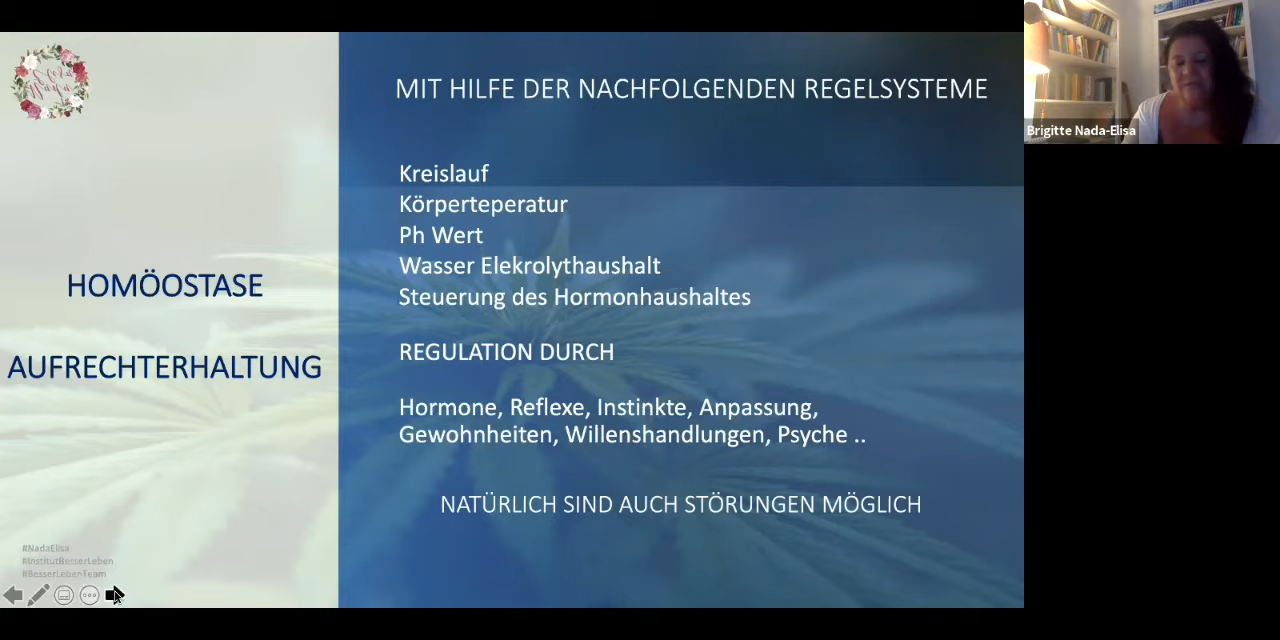 MIT HILFE DER NACHFOLGENDEN REGELSYSTEME
Kreislauf
Körperteperatur
Ph Wert
Wasser Elekrolythaushalt
Steuerung des Hormonhaushaltes
REGULATION DURCH
Hormone, Reflexe, Instinkte, Anpassung,
Gewohnheiten, Willenshandlungen, Psyche ..
NATÜRLICH SIND AUCH STÖRUNGEN MÖGLICH
HOMÖOSTASE
AUFRECHTERHALTUNG
#NadaElisa
#InstitutBesserLeben
#BesserLebenTeam
Brigitte Nada-Elisa